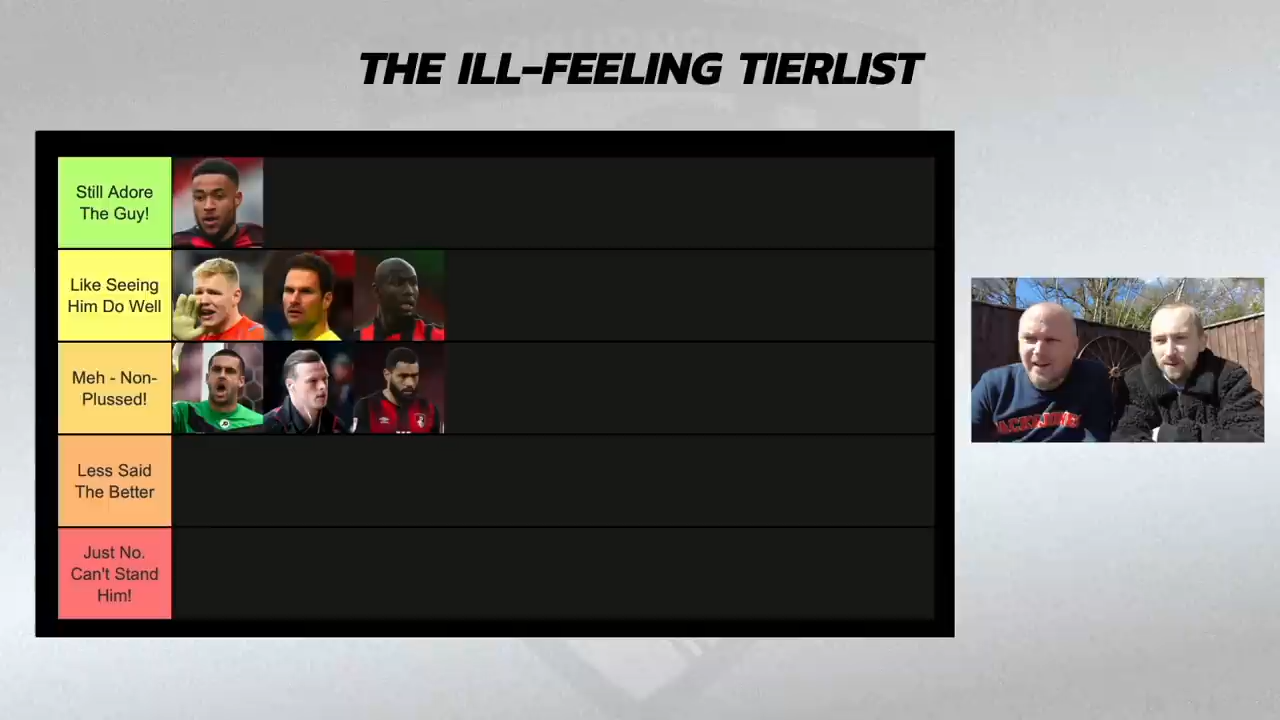 THE ILL-FEELING TIERLIST
Still Adore
The Guy!
Like Seeing
Him Do Well
Meh - Non-
Plussed!
Less Said
The Better
Just No.
Can't Stand
Him!